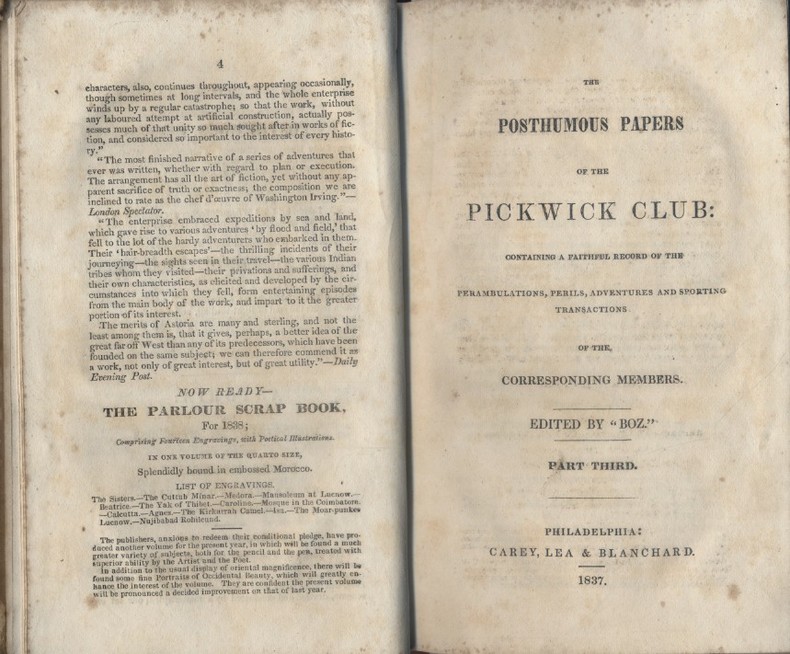 4
characters, also, continues throughout, appearing occasionally,
though sometimes at long intervals, and the whole enterprise
winds up by a regular catastrophe; so that the work, without
any laboured attempt at artificial construction, actually pos-
sesses much of that unity so much sought after in works of fic-
tion, and considered so important to the interest of every histo-
ry."
"The most finished narrative of a series of adventures that
ever was written, whether with regard to plan or execution.
The arrangement has all the art of fiction, yet without any ap-
parent sacrifice of truth or exactness; the composition we are
inclined to rate as the chef d'œuvre of Washington Irving."—
London Spectator.
"The enterprise embraced expeditions by sea and land,
which gave rise to various adventures 'by flood and field,' that
fell to the lot of the hardy adventurers who embarked in them.
Their 'hair-breadth escapes'—the thrilling incidents of their
journeying—the sights seen in their travel—the various Indian
tribes whom they visited—their privations and sufferings, and
their own characteristics, as elicited and developed by the cir-
cumstances into which they fell, form entertaining episodes
from the main body of the work, and impart to it the greater
portion of its interest.
The merits of Astoria are many and sterling, and not the
least among them is, that it gives, perhaps, a better idea of the
great far off West than any of its predecessors, which have been
founded on the same subject; we can therefore commend it as
a work, not only of great interest, but of great utility."—Daily
Evening Post.
NOW READY—
THE PARLOUR SCRAP BOOK,
For 1838;
Comprising Fourteen Engravings, with Poetical Illustrations.
IN ONE VOLUME OF THE QUARTO SIZE,
Splendidly bound in embossed Morocco.
LIST OF ENGRAVINGS.
The Sisters.—The Cuttub Minar.—Medora.—Mausoleum at Lucnow.—
Beatrice.—The Yak of Thibet.—Caroline.—Mosque in the Coimbatore.
—Calcutta.—Agnes.—The Kickarrah Camel.—Ina.—The Moar-punkee
Lucnow.—Nujibabad Rohilcund.
The publishers, anxious to redeem their conditional pledge, have pro-
duced another volume for the present year, in which will be found a much
greater variety of subjects, both for the pencil and the pen, treated with
superior ability by the Artist and the Poet.
In addition to the usual display of oriental magnificence, there will be
found some fine Portraits of Occidental Beauty, which will greatly en-
hance the interest of the volume. They are confident the present volume
will be pronounced a decided improvement on that of last year.
THE
POSTHUMOUS PAPERS
OF THE
PICKWICK CLUB:
CONTAINING A FAITHFUL RECORD OF THE
PERAMBULATIONS, PERILS, ADVENTURES AND SPORTING
TRANSACTIONS
OF THE
CORRESPONDING MEMBERS.
EDITED BY "BOZ."
PART THIRD.
PHILADELPHIA:
CAREY, LEA & BLANCHARD.
1837.